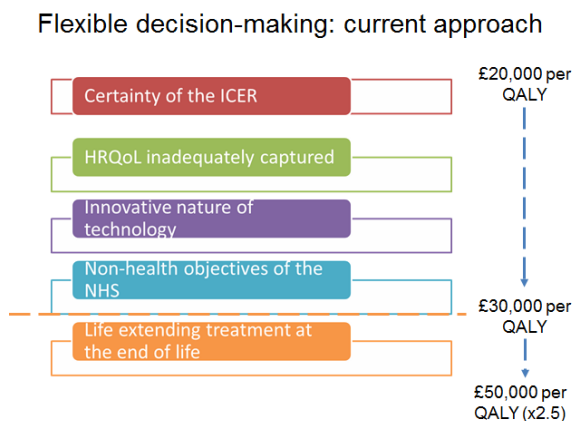 Flexible decision-making: current approach
£20,000 per
QALY
Certainty of the ICER
HRQoL inadequately captured
Innovative nature of
technology
Non-health objectives of the
NHS
£30,000 per
QALY
Life extending treatment at
the end of life
£50,000 per
QALY (x2.5)